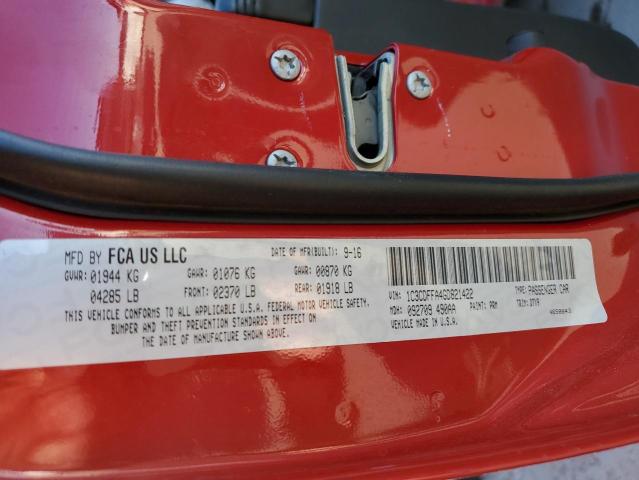 MFD BY FCA US LLC DATE OF MFR(BUILT): 9-16
GVWR: 01944 KG GAWR: 01076 KG GAWR: 00870 KG
04285 LB FRONT: 02370 LB REAR: 01918 LB
THIS VEHICLE CONFORMS TO ALL APPLICABLE U.S.A. FEDERAL MOTOR VEHICLE SAFETY,
BUMPER AND THEFT PREVENTION STANDARDS IN EFFECT ON
THE DATE OF MANUFACTURE SHOWN ABOVE.
VIN: 1C3CDFFA4GD821422 TYPE: PASSENGER CAR
MDH: 092709 490AA PAINT: PRM TRIM: DTV9
VEHICLE MADE IN U.S.A.